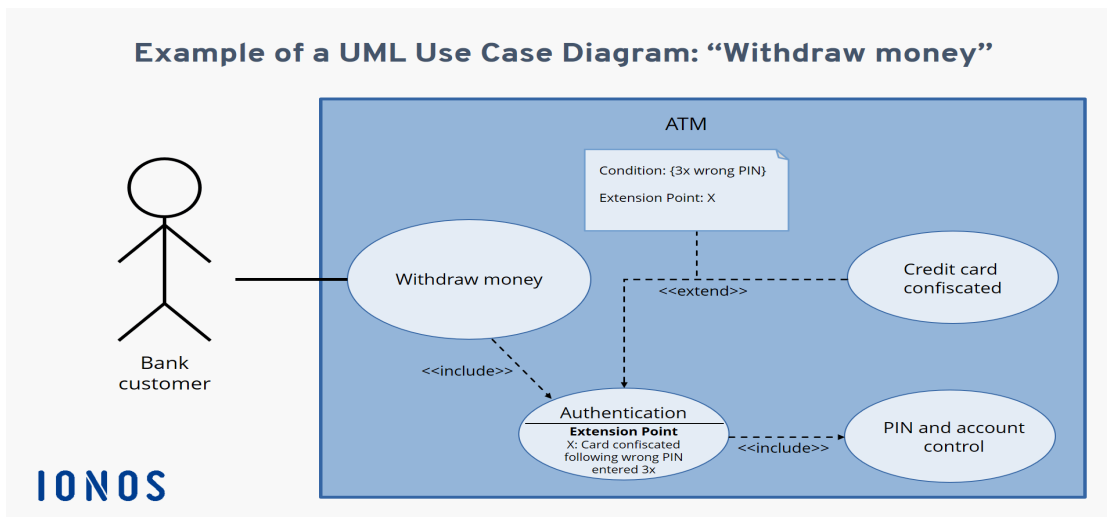 Example of a UML Use Case Diagram: “Withdraw money”
ATM
Condition: {3x wrong PIN}
Extension Point: X
Withdraw money
Credit card
confiscated
<<extend>>
Bank
customer
<<include>>
Authentication
Extension Point
X: Card confiscated
following wrong PIN
entered 3x
<<include>>
PIN and account
control
IONOS